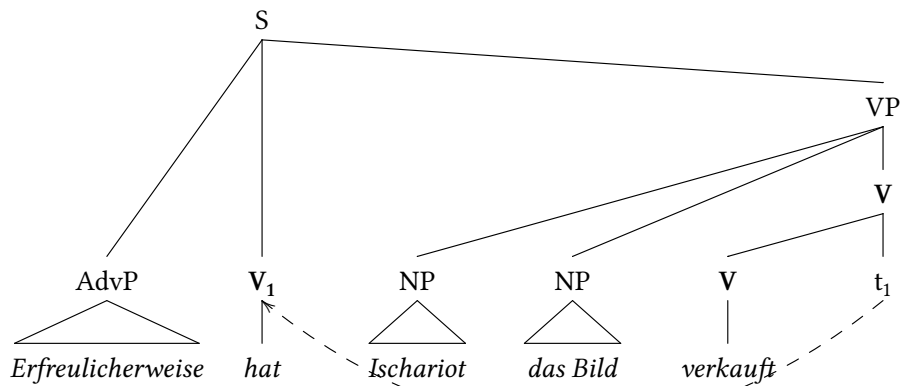 S
VP
V
AdvP V₁ NP NP V t₁
Erfreulicherweise hat Ischariot das Bild verkauft